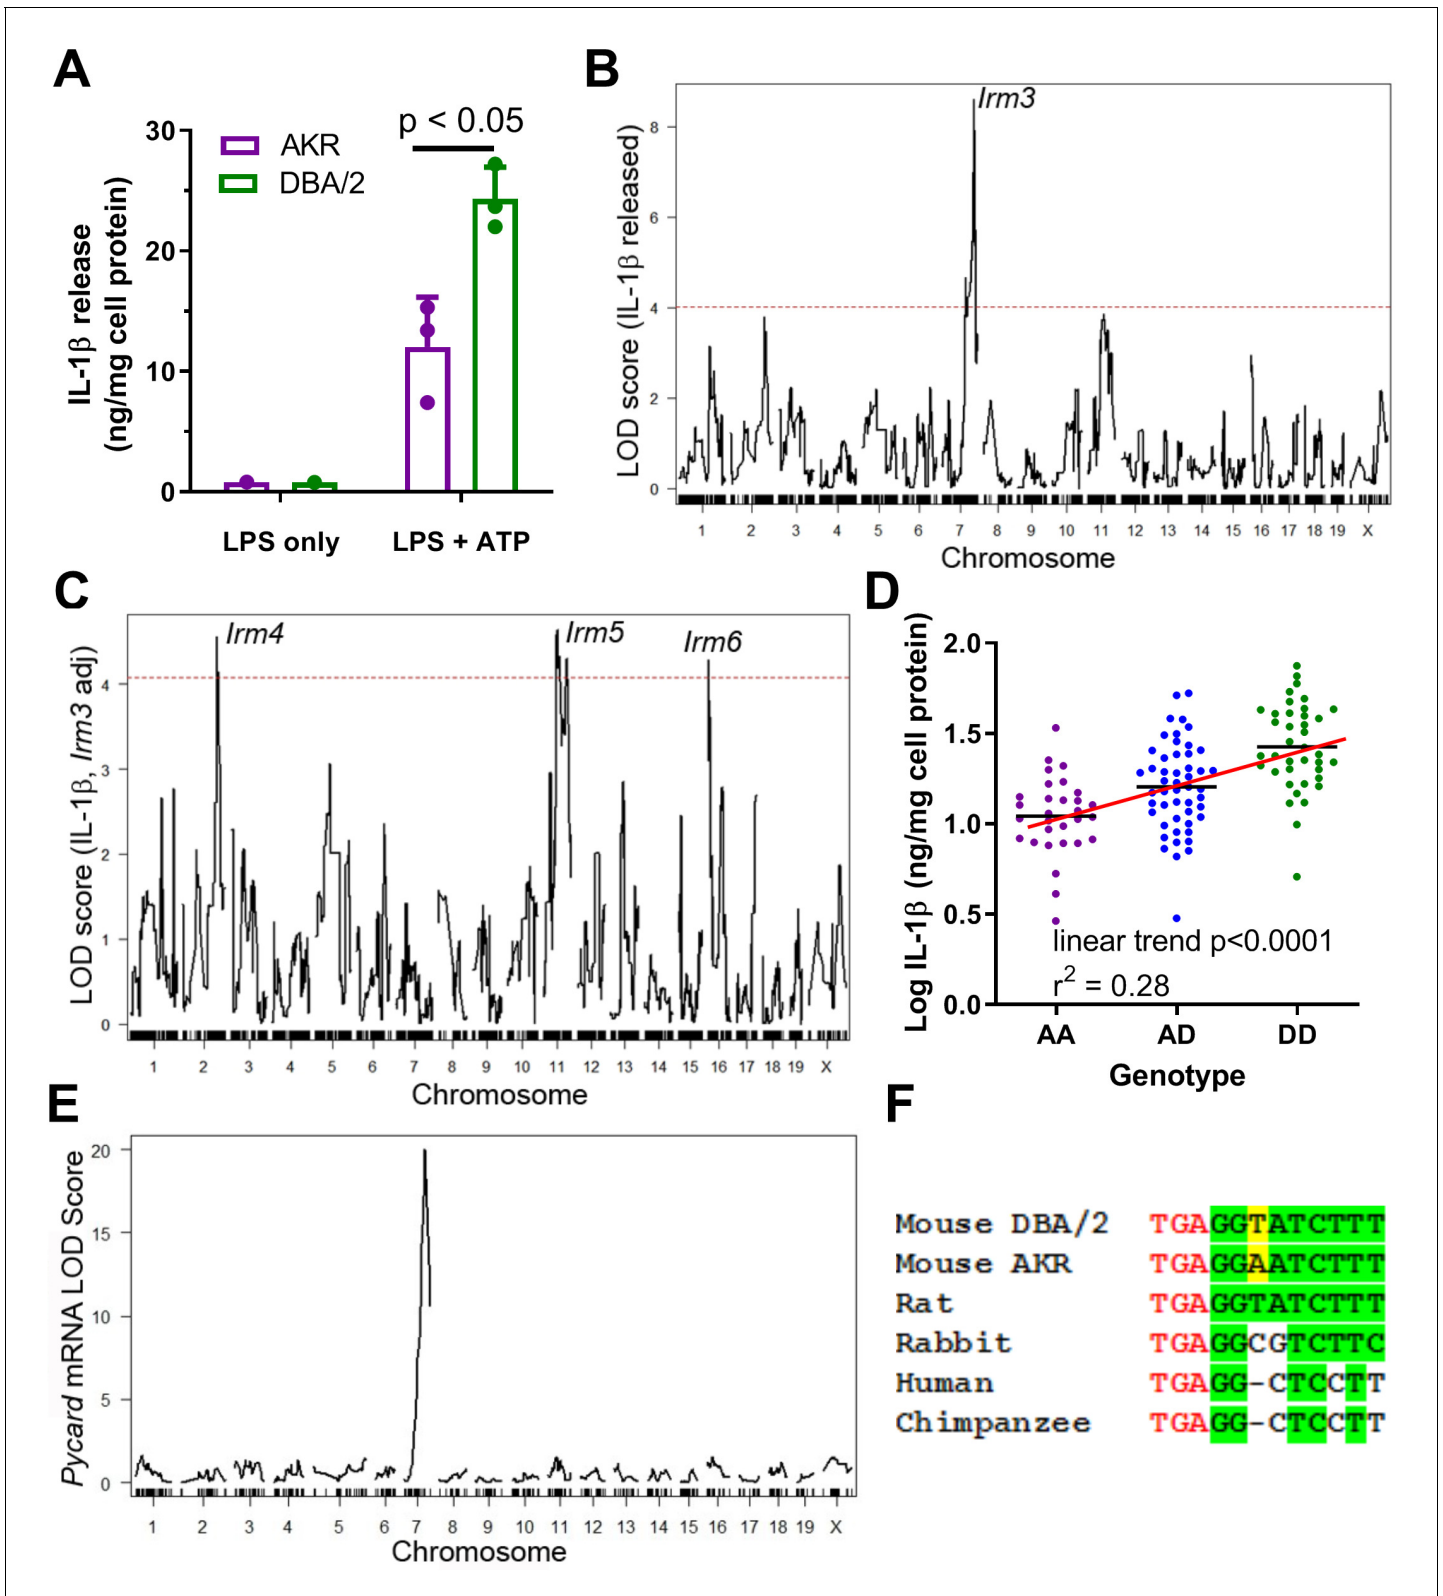 A
IL-1β release
(ng/mg cell protein)
30
20
10
0
AKR
DBA/2
p < 0.05
LPS only
LPS + ATP
B
LOD score (IL-1β released)
8
6
4
2
0
Irm3
1 2 3 4 5 6 7 8 9 10 11 12 13 14 15 16 17 18 19 X
Chromosome
C
LOD score (IL-1β, Irm3 adj)
4
3
2
1
0
Irm4
Irm5
Irm6
1 2 3 4 5 6 7 8 9 10 11 12 13 14 15 16 17 18 19 X
Chromosome
D
Log IL-1β (ng/mg cell protein)
2.0
1.5
1.0
0.5
0.0
linear trend p<0.0001
r2 = 0.28
AA AD DD
Genotype
E
Pycard mRNA LOD Score
20
15
10
5
0
1 2 3 4 5 6 7 8 9 10 11 12 13 14 15 16 17 18 19 X
Chromosome
F
Mouse DBA/2 TGAGGTATCTTT
Mouse AKR TGAGGAATCTTT
Rat TGAGGTATCTTT
Rabbit TGAGGCGTCTTC
Human TGAGG-CTCCTT
Chimpanzee TGAGG-CTCCTT